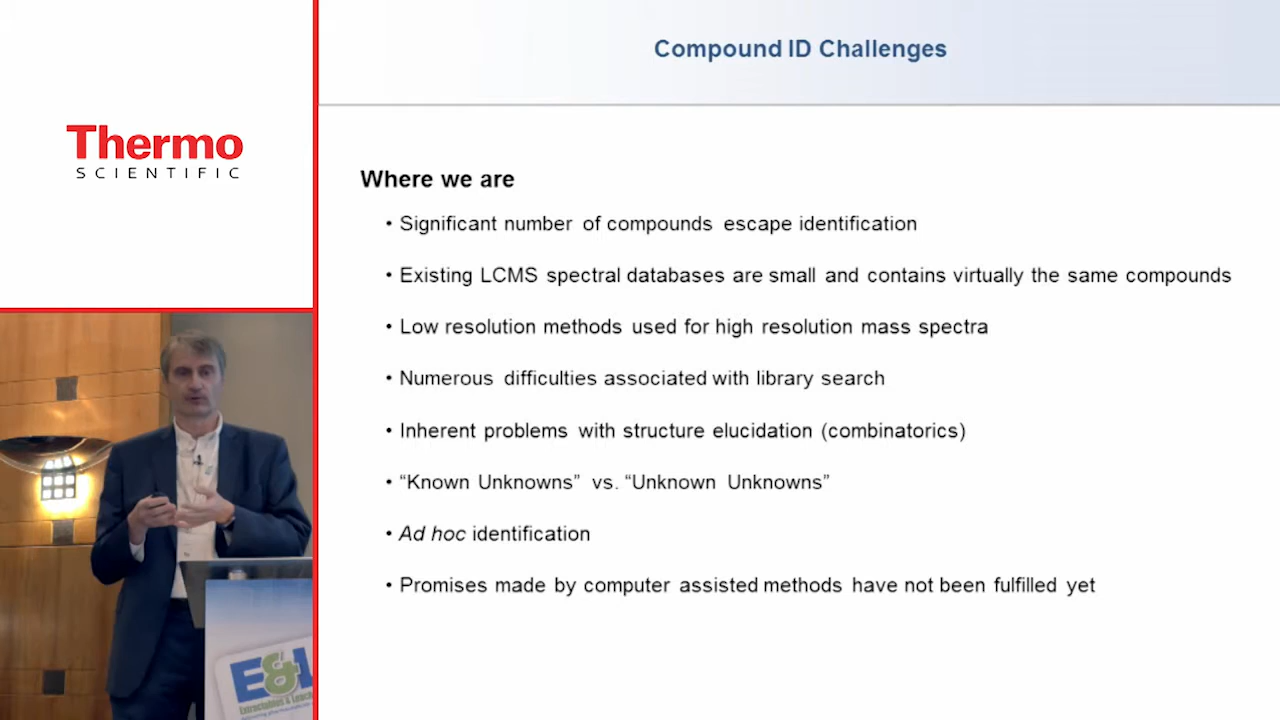 Thermo
SCIENTIFIC
Compound ID Challenges
Where we are
• Significant number of compounds escape identification
• Existing LCMS spectral databases are small and contains virtually the same compounds
• Low resolution methods used for high resolution mass spectra
• Numerous difficulties associated with library search
• Inherent problems with structure elucidation (combinatorics)
• “Known Unknowns” vs. “Unknown Unknowns”
• Ad hoc identification
• Promises made by computer assisted methods have not been fulfilled yet
E&L
Extractables &